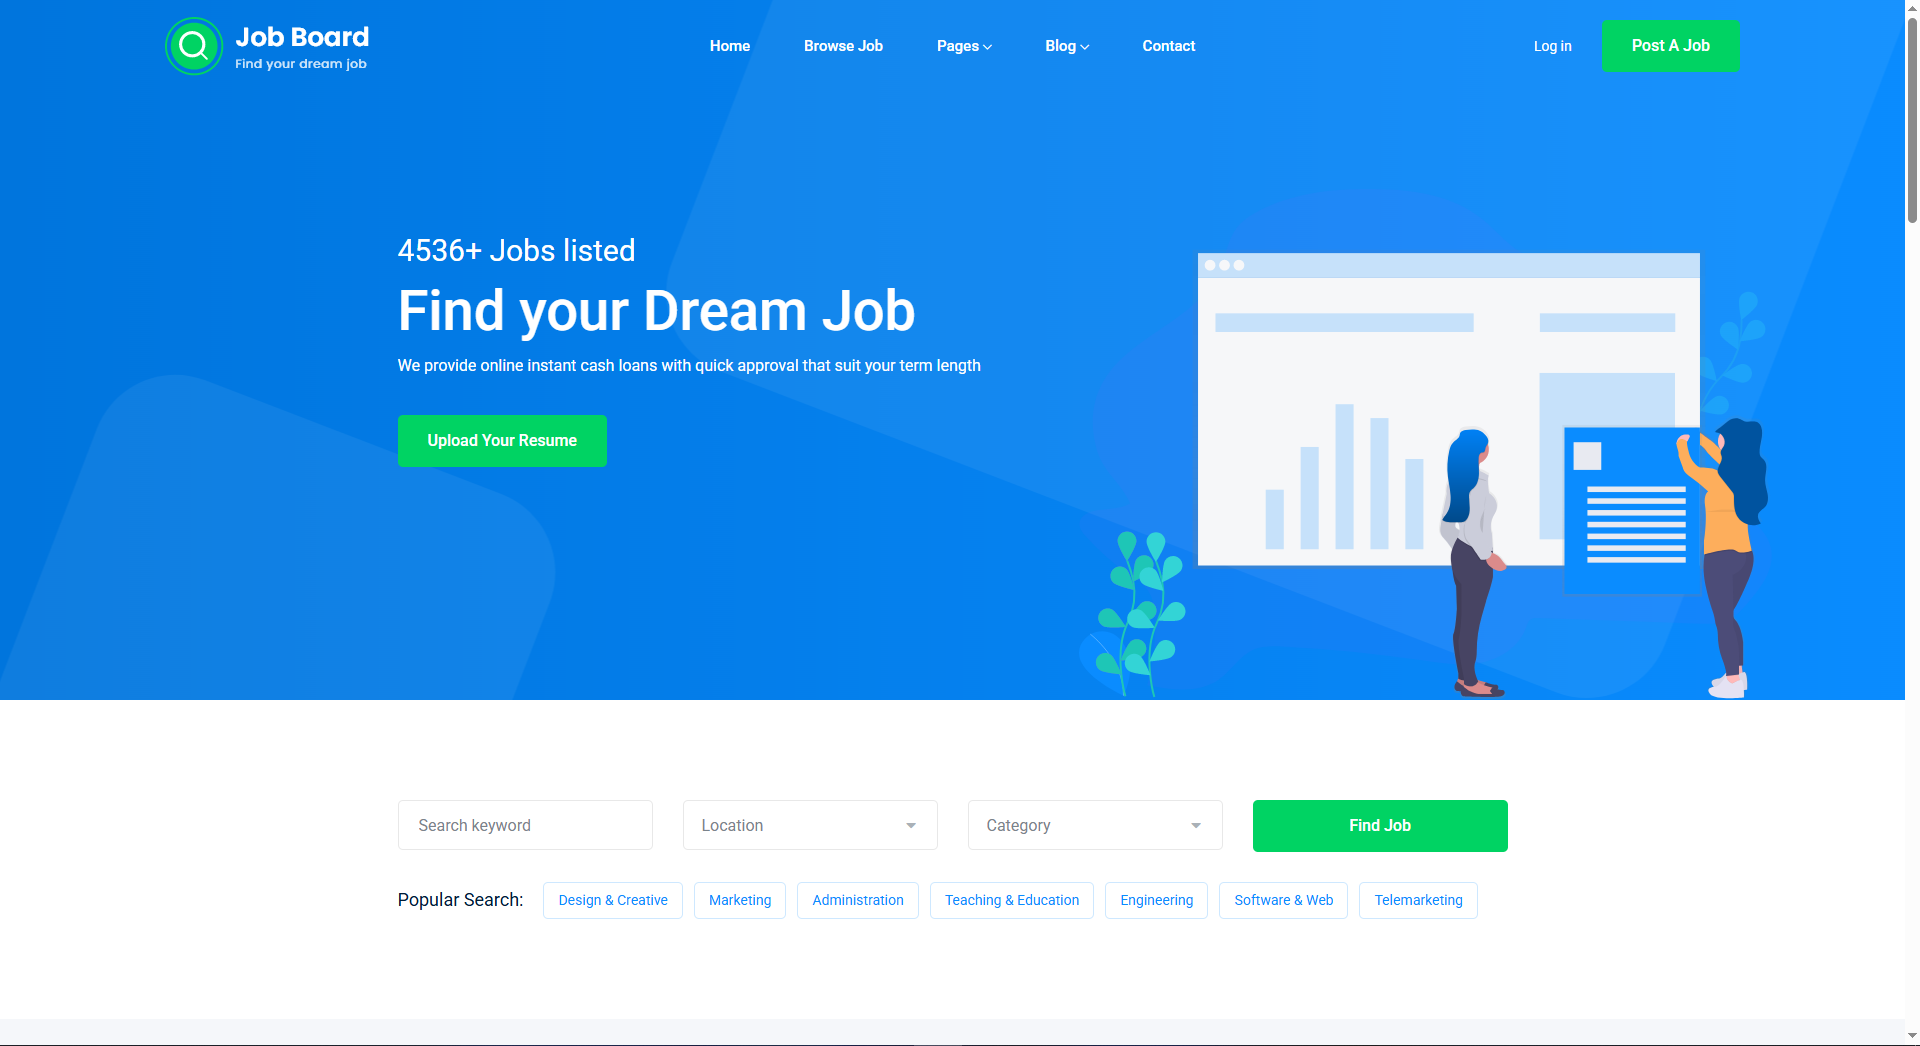 Job Board
Find your dream job
Home
Browse Job
Pages
Blog
Contact
Log in
Post A Job
4536+ Jobs listed
Find your Dream Job
We provide online instant cash loans with quick approval that suit your term length
Upload Your Resume
Search keyword
Location
Category
Find Job
Popular Search:
Design & Creative
Marketing
Administration
Teaching & Education
Engineering
Software & Web
Telemarketing